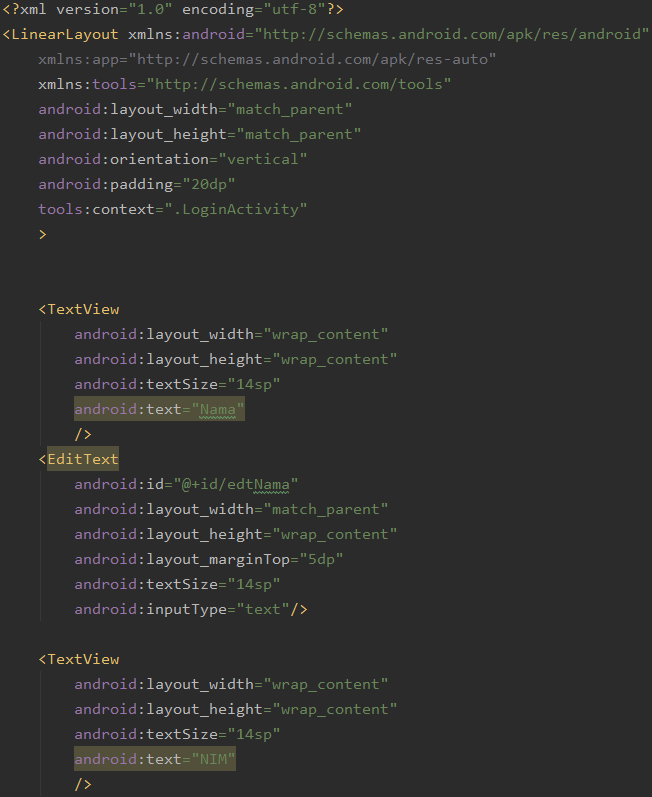 <?xml version="1.0" encoding="utf-8"?>
<LinearLayout xmlns:android="http://schemas.android.com/apk/res/android"
    xmlns:app="http://schemas.android.com/apk/res-auto"
    xmlns:tools="http://schemas.android.com/tools"
    android:layout_width="match_parent"
    android:layout_height="match_parent"
    android:orientation="vertical"
    android:padding="20dp"
    tools:context=".LoginActivity"
    >
    <TextView
        android:layout_width="wrap_content"
        android:layout_height="wrap_content"
        android:textSize="14sp"
        android:text="Nama"
        />
    <EditText
        android:id="@+id/edtNama"
        android:layout_width="match_parent"
        android:layout_height="wrap_content"
        android:layout_marginTop="5dp"
        android:textSize="14sp"
        android:inputType="text"/>
    <TextView
        android:layout_width="wrap_content"
        android:layout_height="wrap_content"
        android:textSize="14sp"
        android:text="NIM"
        />